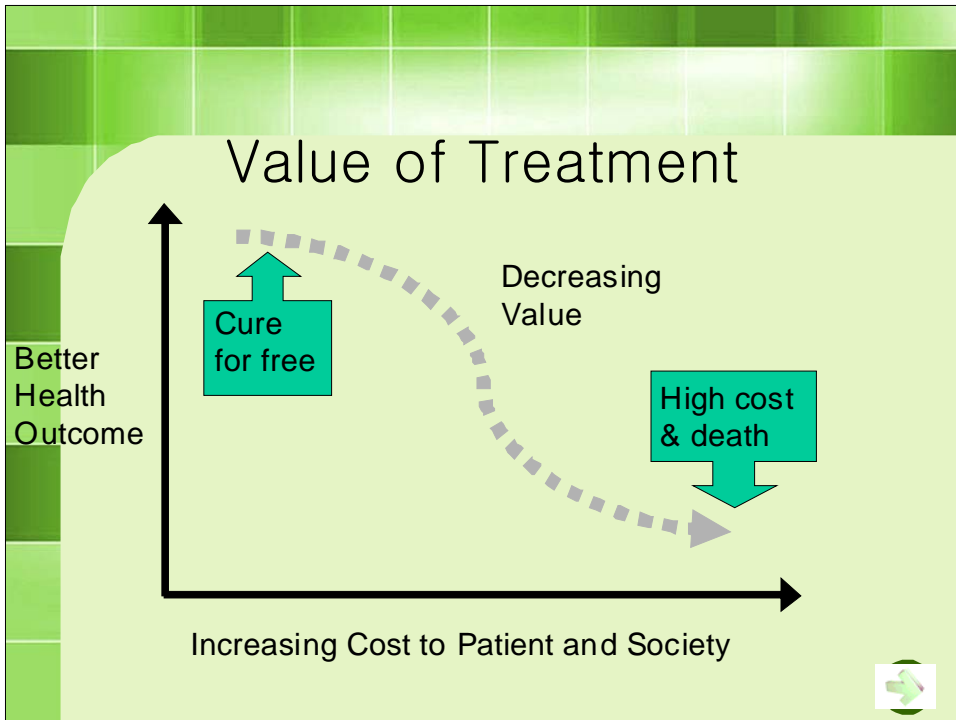 Value of Treatment
Decreasing
Value
Cure
for free
Better
Health
Outcome
High cost
& death
Increasing Cost to Patient and Society